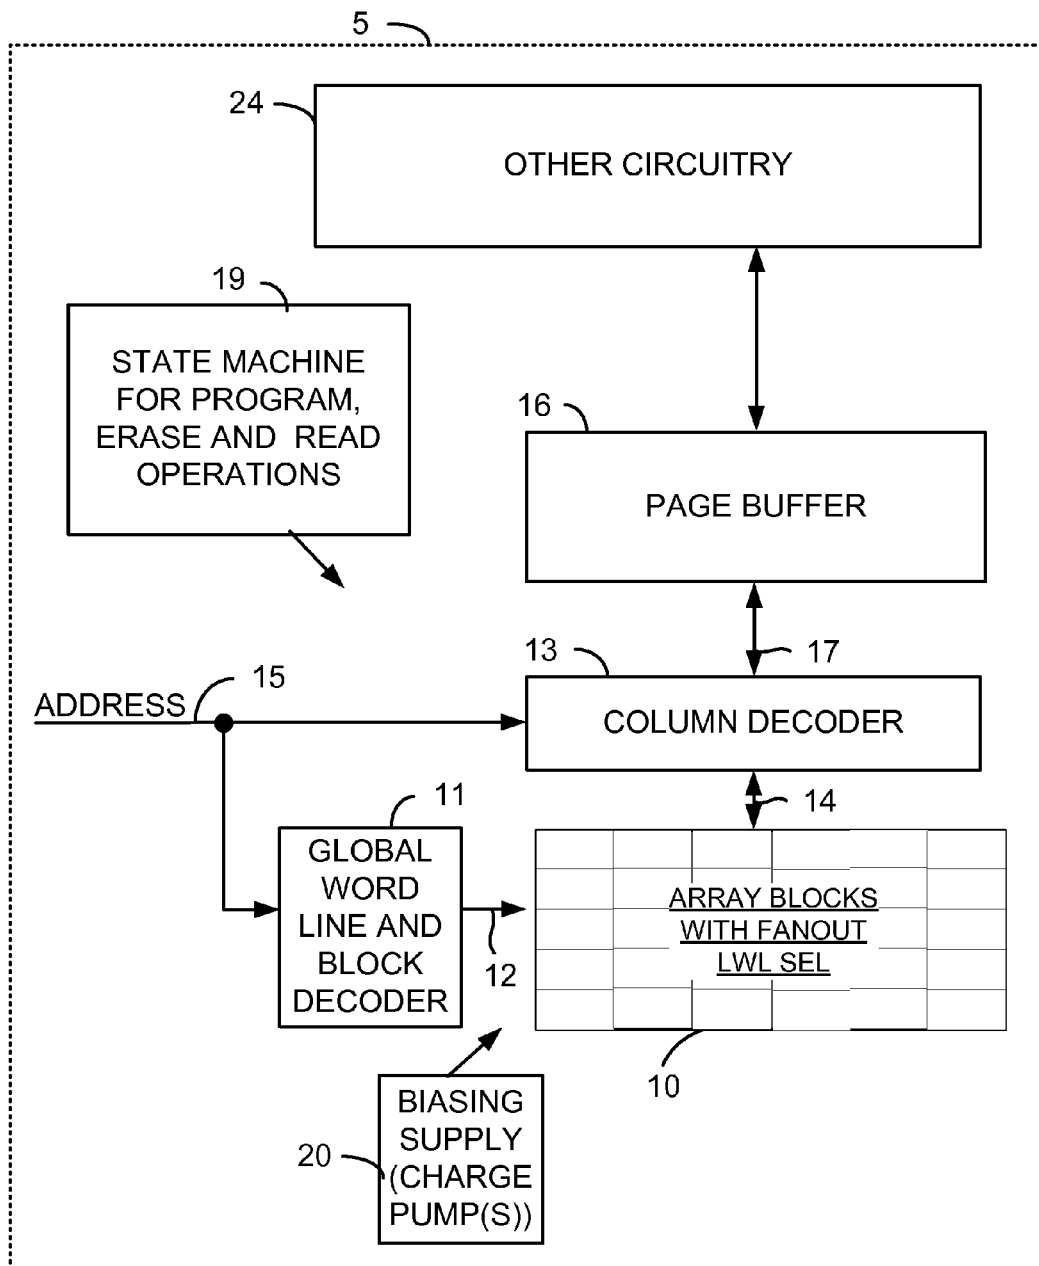 5
24
OTHER CIRCUITRY
19
STATE MACHINE
FOR PROGRAM,
ERASE AND READ
OPERATIONS
16
PAGE BUFFER
17
13
COLUMN DECODER
15
ADDRESS
14
11
GLOBAL
WORD
LINE AND
BLOCK
DECODER
12
ARRAY BLOCKS
WITH FANOUT
LWL SEL
10
BIASING
SUPPLY
(CHARGE
PUMP(S))
20